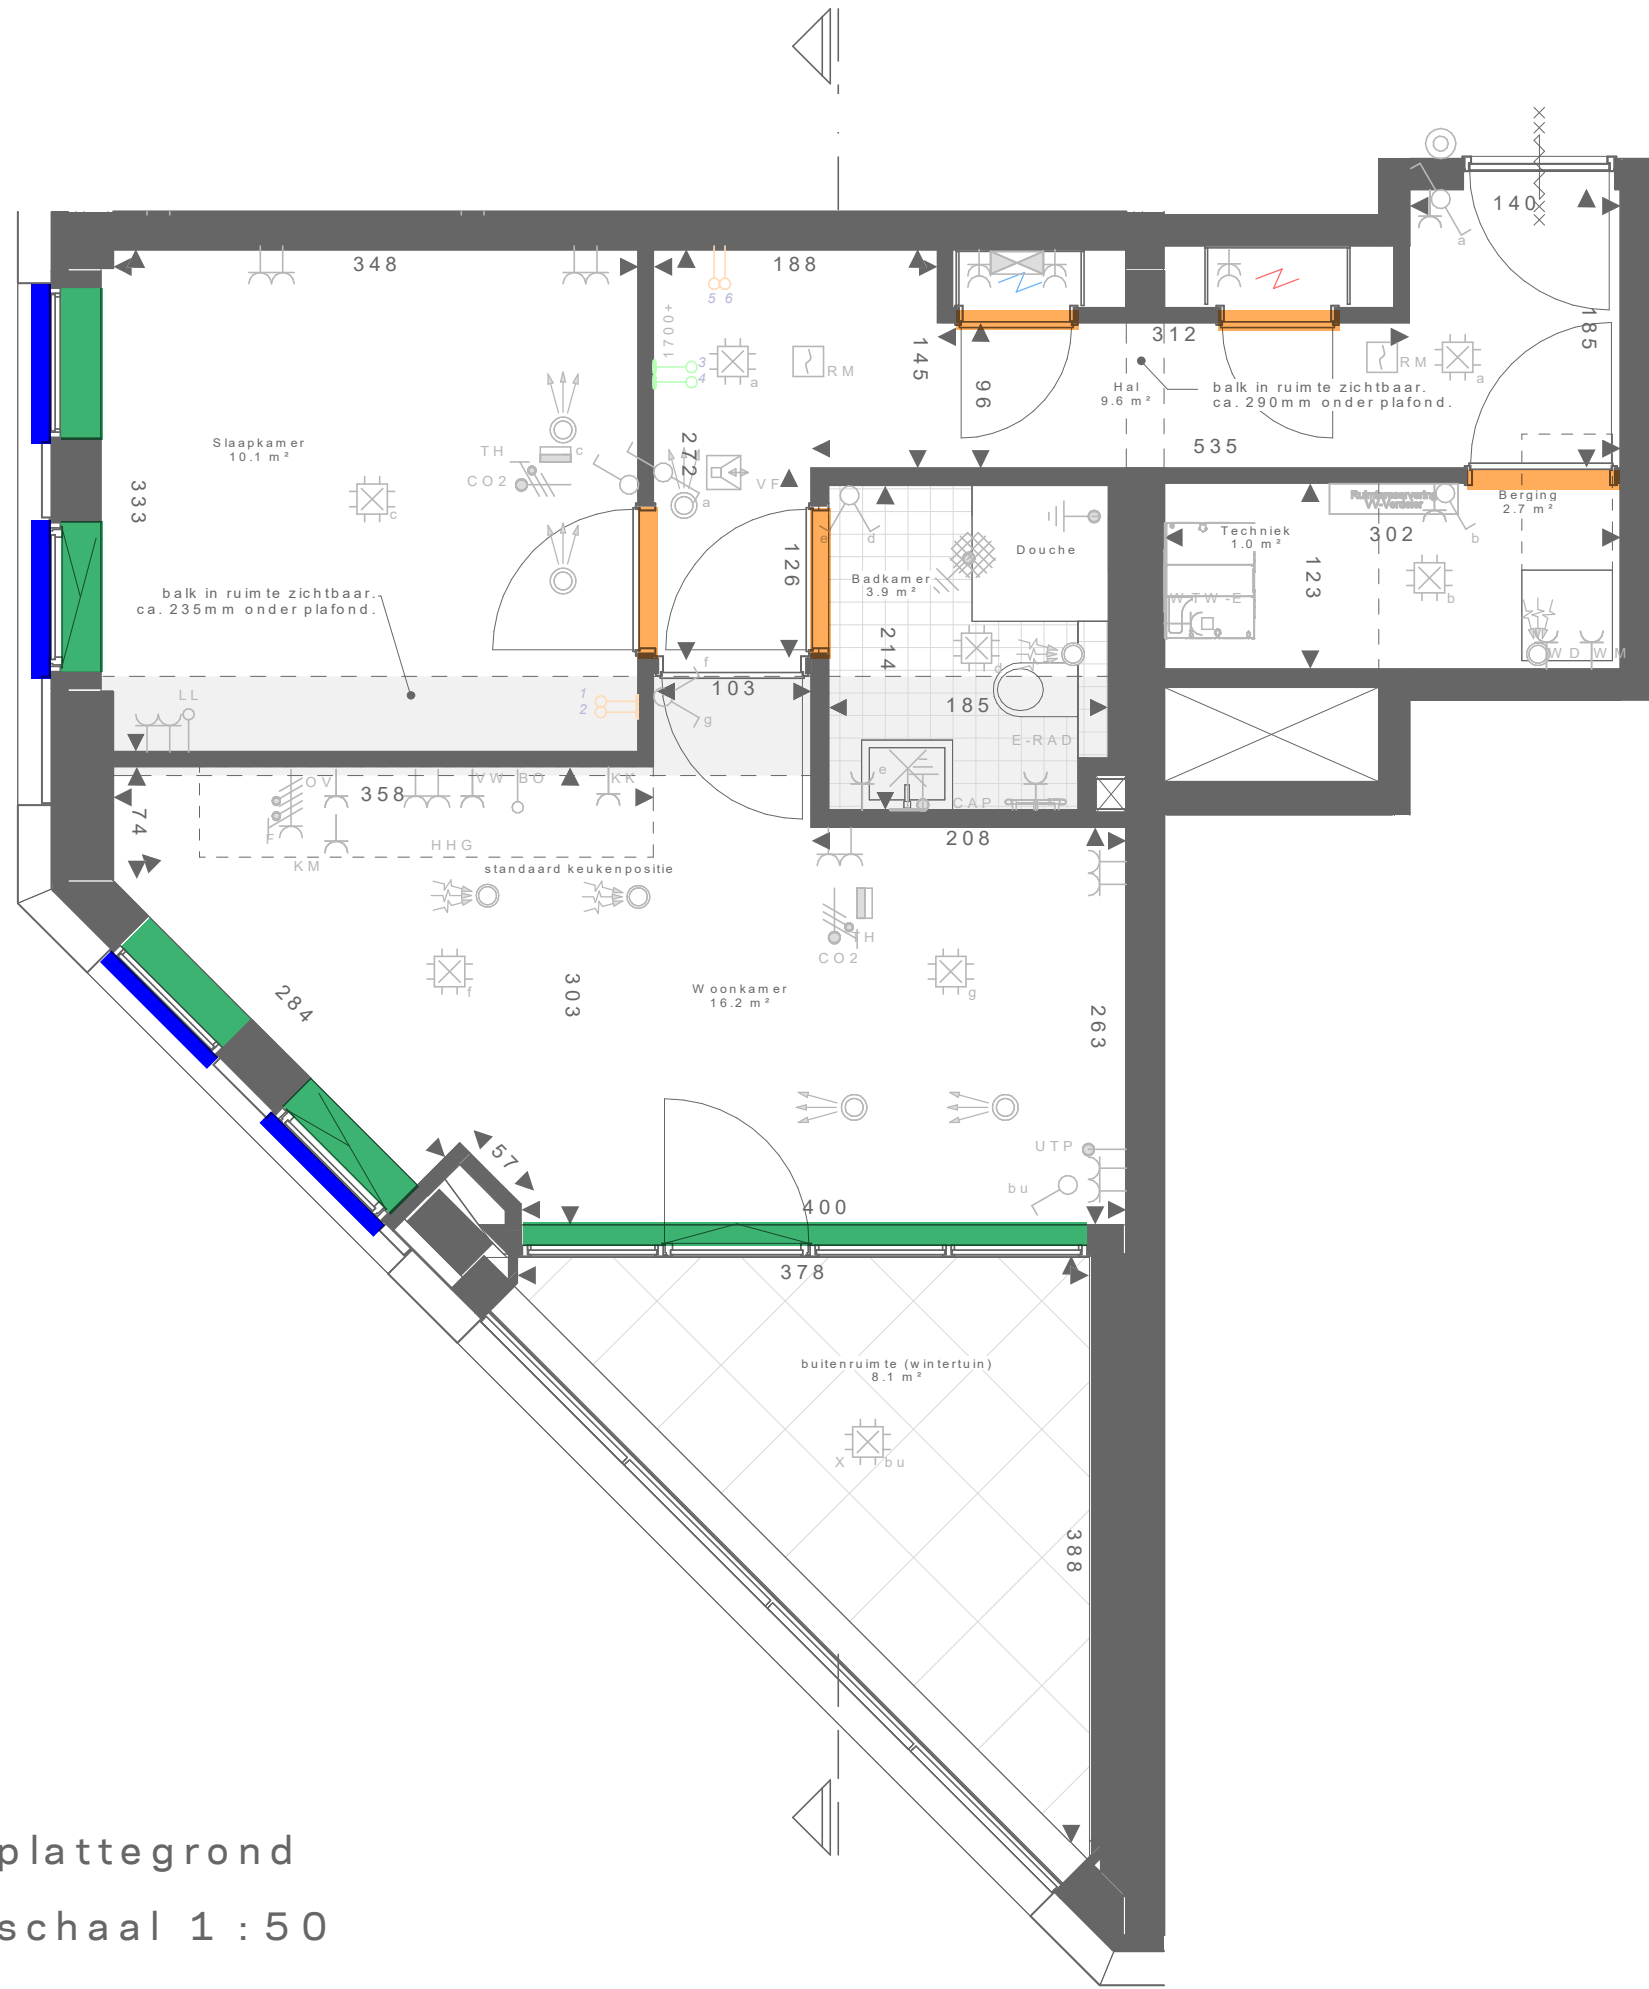 140
348
188
5 6
1700+
3
4
a
RM
145
96
312
185
Hal
9.6 m²
balk in ruimte zichtbaar.
ca. 290mm onder plafond.
RM
a
a
Slaapkamer
10.1 m²
TH
c
CO2
c
333
272
VF
a
535
e
d
Douche
Badkamer
3.9 m²
126
214
d
Techniek
1.0 m²
302
Berging
2.7 m²
b
123
b
WTW-E
WD WM
balk in ruimte zichtbaar.
ca. 235mm onder plafond.
LL
1
2
f
103
g
185
E-RAD
e
CAP
OV
358
VW BO
KK
74
F
KM
HHG
standaard keukenpositie
208
TH
CO2
f
g
284
303
Woonkamer
16.2 m²
263
57
UTP
bu
400
378
buitenruimte (wintertuin)
8.1 m²
X
bu
388
plattegrond
schaal 1 :50